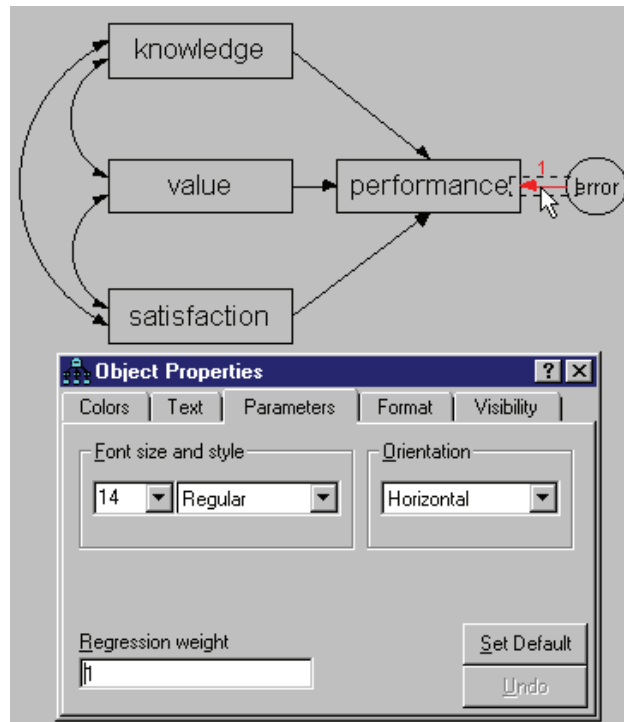 knowledge
1
value
performance
error
satisfaction
Object Properties
? ×
Colors Text Parameters Format Visibility
Font size and style
Orientation
14 Regular
Horizontal
Regression weight
Set Default
1
Undo